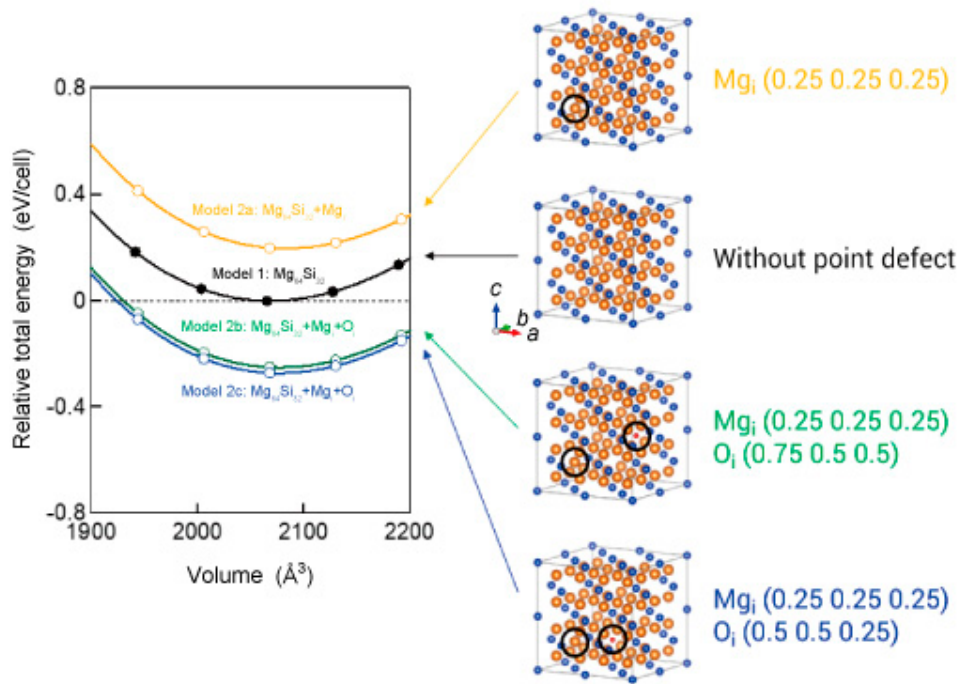 Relative total energy (eV/cell)
0.8
0.4
0
-0.4
-0.8
1900
2000
2100
2200
Volume (Å³)
Model 2a: Mg₆₄Si₃₂+Mgᵢ
Model 1: Mg₆₄Si₃₂
Model 2b: Mg₆₄Si₃₂+Mgᵢ+Oᵢ
Model 2c: Mg₆₄Si₃₂+Mgᵢ+Oᵢ
c
b
a
Mgᵢ (0.25 0.25 0.25)
Without point defect
Mgᵢ (0.25 0.25 0.25)
Oᵢ (0.75 0.5 0.5)
Mgᵢ (0.25 0.25 0.25)
Oᵢ (0.5 0.5 0.25)